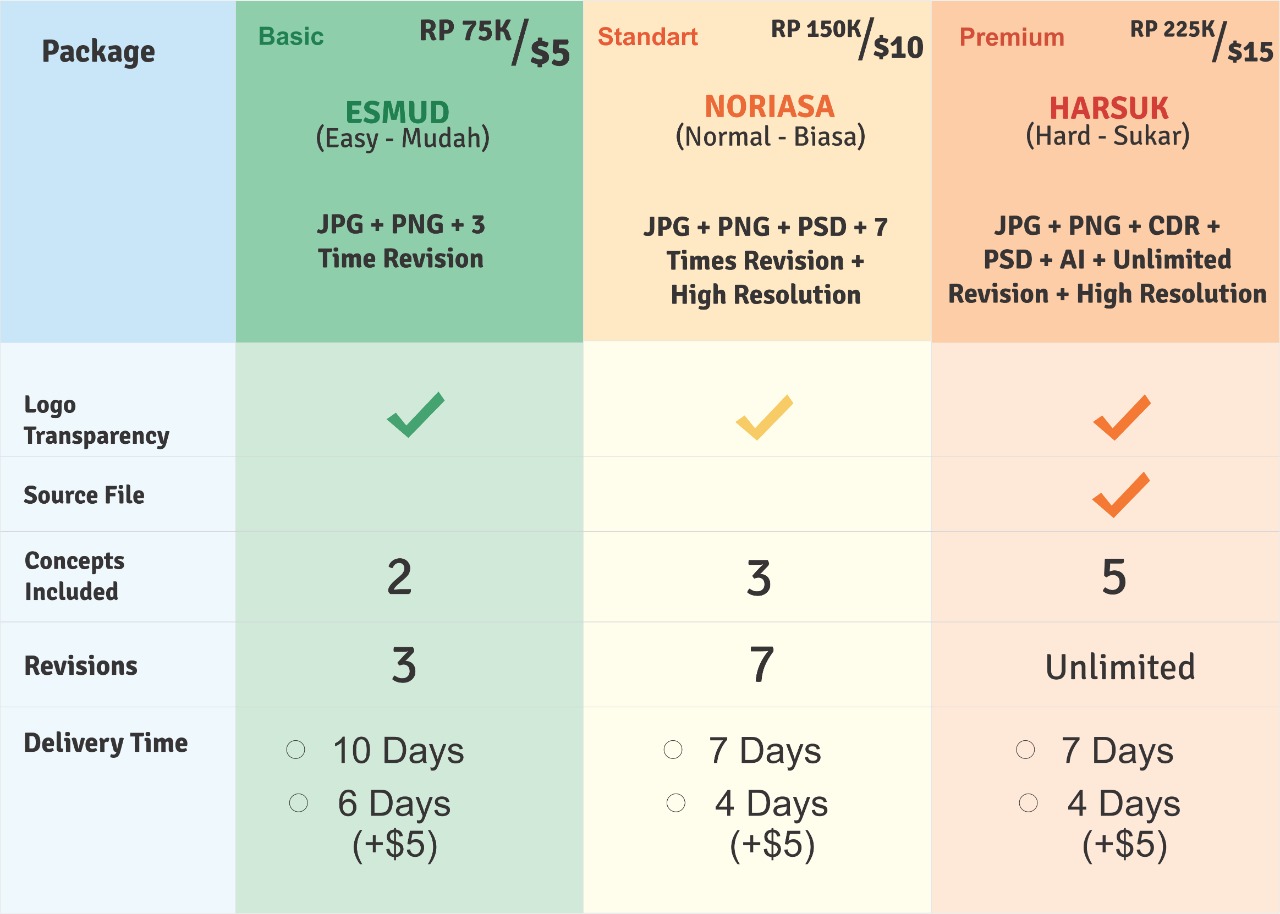 Package
Basic
RP 75K/$5
ESMUD
(Easy - Mudah)
JPG + PNG + 3
Time Revision
Standart
RP 150K/$10
NORIASA
(Normal - Biasa)
JPG + PNG + PSD + 7
Times Revision +
High Resolution
Premium
RP 225K/$15
HARSUK
(Hard - Sukar)
JPG + PNG + CDR +
PSD + AI + Unlimited
Revision + High Resolution
Logo
Transparency
Source File
Concepts
Included
2
3
5
Revisions
3
7
Unlimited
Delivery Time
10 Days
6 Days
(+$5)
7 Days
4 Days
(+$5)
7 Days
4 Days
(+$5)